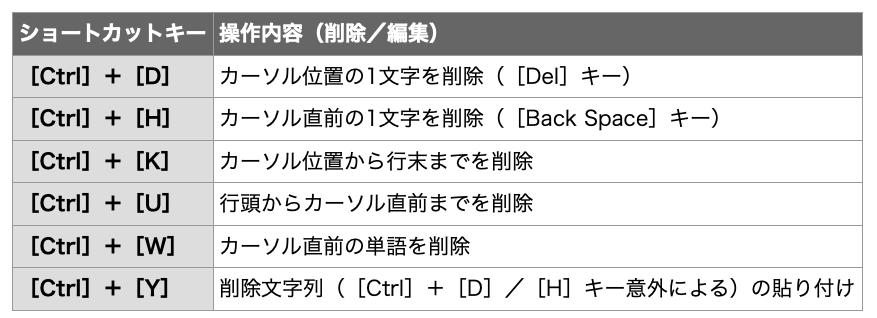 ショートカットキー 操作内容（削除／編集）
［Ctrl］＋［D］ カーソル位置の1文字を削除（［Del］キー）
［Ctrl］＋［H］ カーソル直前の1文字を削除（［Back Space］キー）
［Ctrl］＋［K］ カーソル位置から行末までを削除
［Ctrl］＋［U］ 行頭からカーソル直前までを削除
［Ctrl］＋［W］ カーソル直前の単語を削除
［Ctrl］＋［Y］ 削除文字列（［Ctrl］＋［D］／［H］キー意外による）の貼り付け